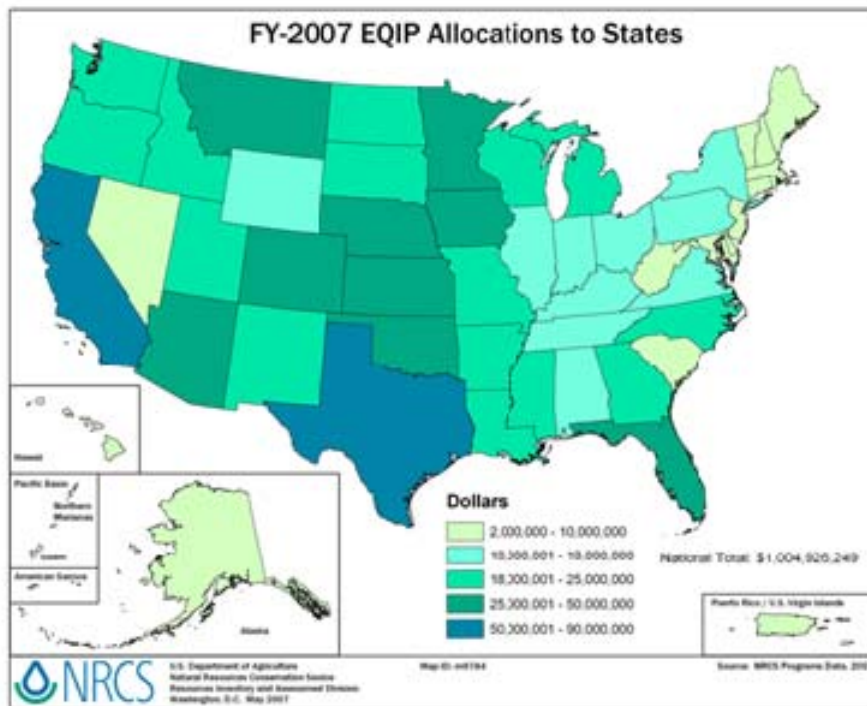 FY-2007 EQIP Allocations to States
Hawaii
Pacific Basin
Northern
Marianas
American Samoa
Alaska
Dollars
2,000,000 - 10,000,000
10,000,001 - 18,000,000
18,000,001 - 25,000,000
25,000,001 - 50,000,000
50,000,001 - 90,000,000
National Total: $1,004,926,249
Puerto Rico / U.S. Virgin Islands
NRCS
U.S. Department of Agriculture
Natural Resources Conservation Service
Resources Inventory and Assessment Division
Washington, D.C. May 2007
Map ID:
Source: NRCS Programs Data,